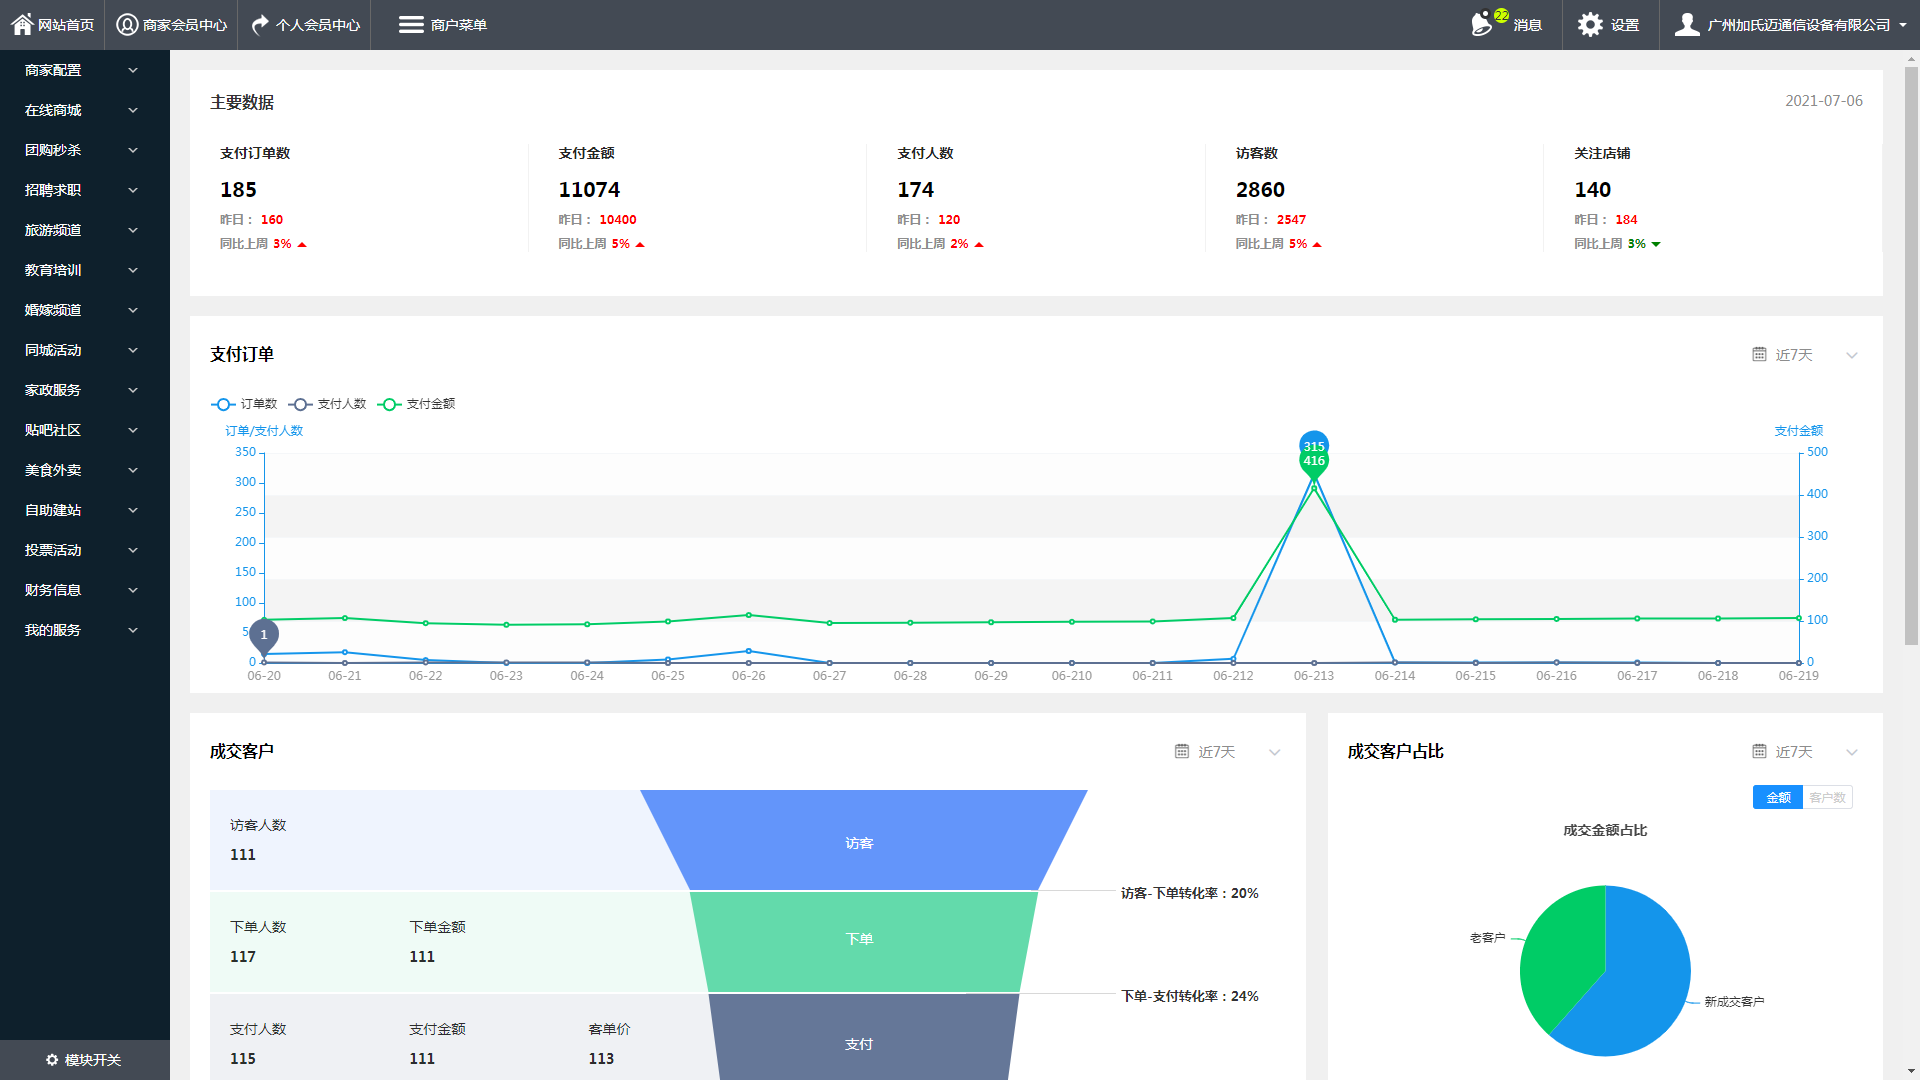 网站首页
商家会员中心
个人会员中心
商户菜单
22
消息
设置
广州加氏迈通信设备有限公司
商家配置
在线商城
团购秒杀
招聘求职
旅游频道
教育培训
婚嫁频道
同城活动
家政服务
贴吧社区
美食外卖
自助建站
投票活动
财务信息
我的服务
模块开关
主要数据
2021-07-06
支付订单数
185
昨日： 160
同比上周 3%
支付金额
11074
昨日： 10400
同比上周 5%
支付人数
174
昨日： 120
同比上周 2%
访客数
2860
昨日： 2547
同比上周 5%
关注店铺
140
昨日： 184
同比上周 3%
支付订单
近7天
订单数 支付人数 支付金额
订单/支付人数
支付金额
350
300
250
200
150
100
0
500
400
300
200
100
0
315
416
1
06-20 06-21 06-22 06-23 06-24 06-25 06-26 06-27 06-28 06-29 06-210 06-211 06-212 06-213 06-214 06-215 06-216 06-217 06-218 06-219
成交客户
近7天
访客人数
111
访客
访客-下单转化率：20%
下单人数 下单金额
117 111
下单
下单-支付转化率：24%
支付人数 支付金额 客单价
115 111 113
支付
成交客户占比
近7天
金额 客户数
成交金额占比
老客户
新成交客户